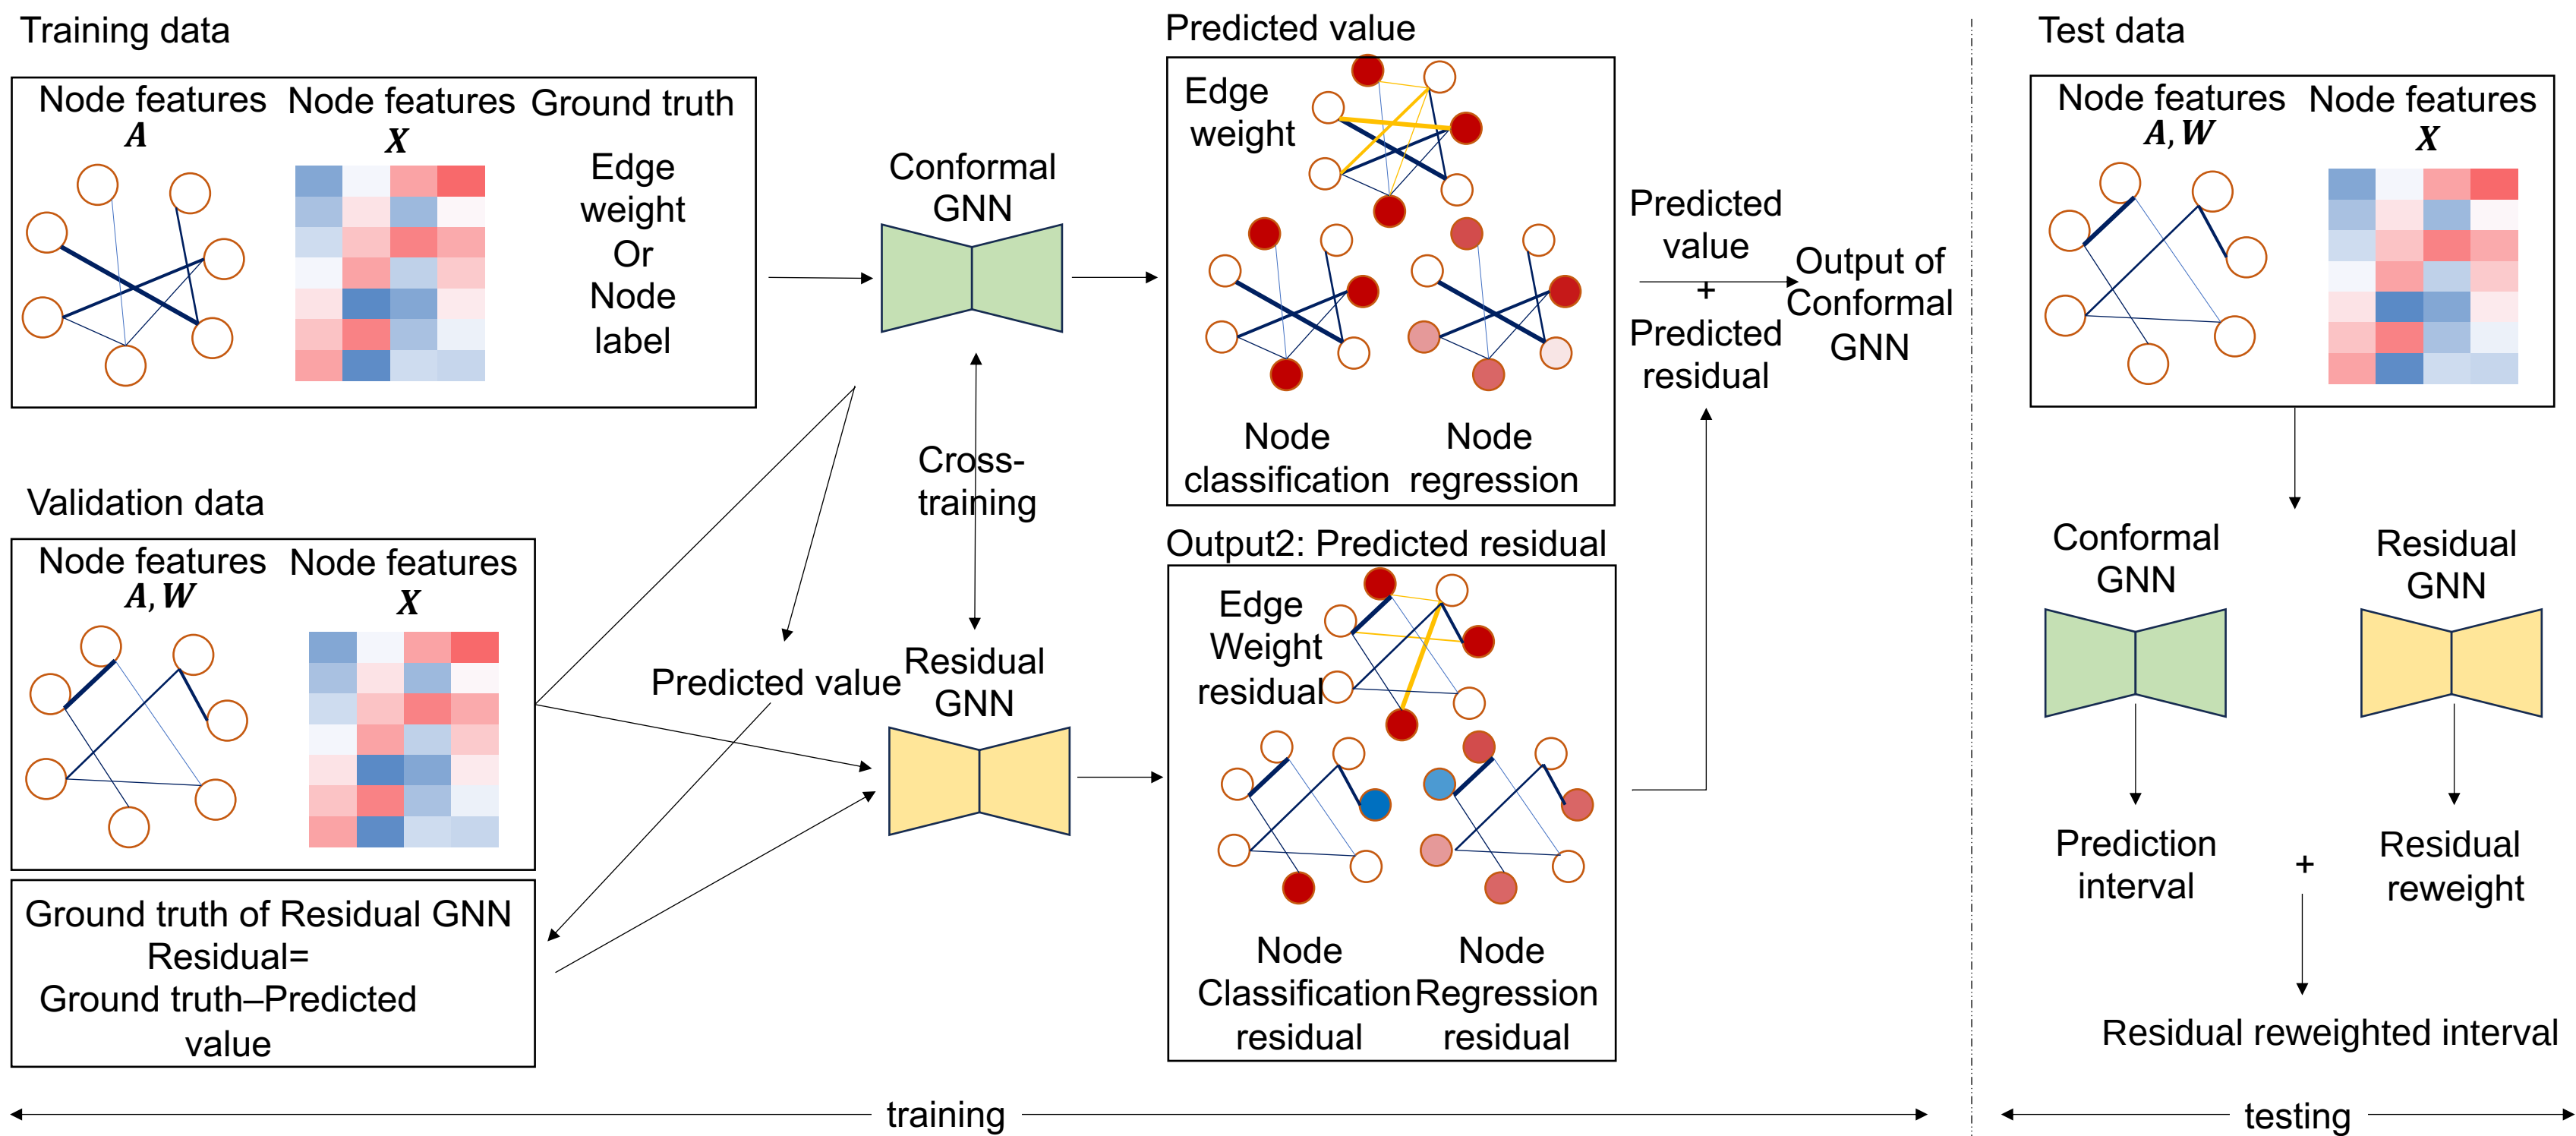 Training data
Node features
A
Node features
X
Ground truth
Edge
weight
Or
Node
label
Validation data
Node features
A, W
Node features
X
Ground truth of Residual GNN
Residual=
Ground truth–Predicted
value
Conformal
GNN
Cross-
training
Predicted value
Residual
GNN
Predicted value
Edge
weight
Node
classification
Node
regression
Output2: Predicted residual
Edge
Weight
residual
Node
Classification
residual
Node
Regression
residual
Predicted
value
+
Predicted
residual
Output of
Conformal
GNN
training
Test data
Node features
A, W
Node features
X
Conformal
GNN
Residual
GNN
Prediction
interval
+
Residual
reweight
Residual reweighted interval
testing